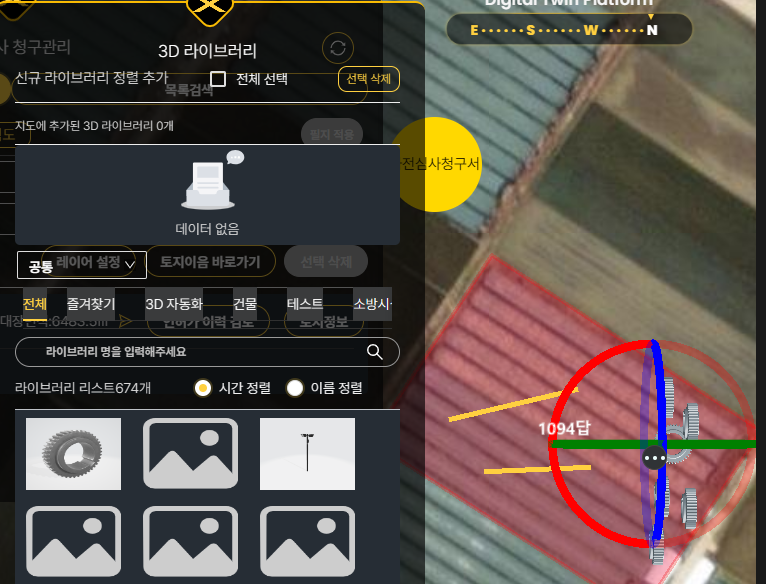 Digital Twin Platform
E S W N
사 청구관리
3D 라이브러리
신규 라이브러리 정렬 추가
전체 선택
선택 삭제
목록검색
지도에 추가된 3D 라이브러리 0개
필지 적용
사전심사청구서
데이터 없음
공통
레이어 설정
토지이음 바로가기
선택 삭제
전체
즐겨찾기
3D 자동화
건물
테스트
소방시
대장면적:6483.5㎡
인허가 이력 검토
토지정보
라이브러리 명을 입력해주세요
라이브러리 리스트674개
시간 정렬
이름 정렬
1094답